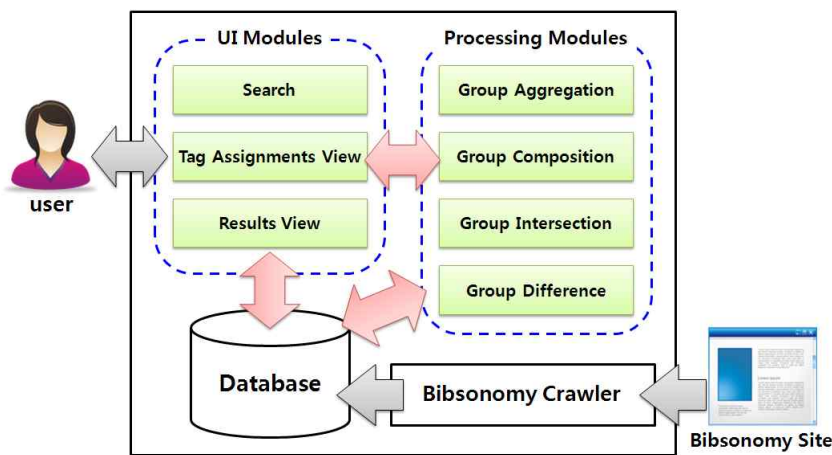 UI Modules
Search
Tag Assignments View
Results View
Processing Modules
Group Aggregation
Group Composition
Group Intersection
Group Difference
user
Database
Bibsonomy Crawler
Bibsonomy Site